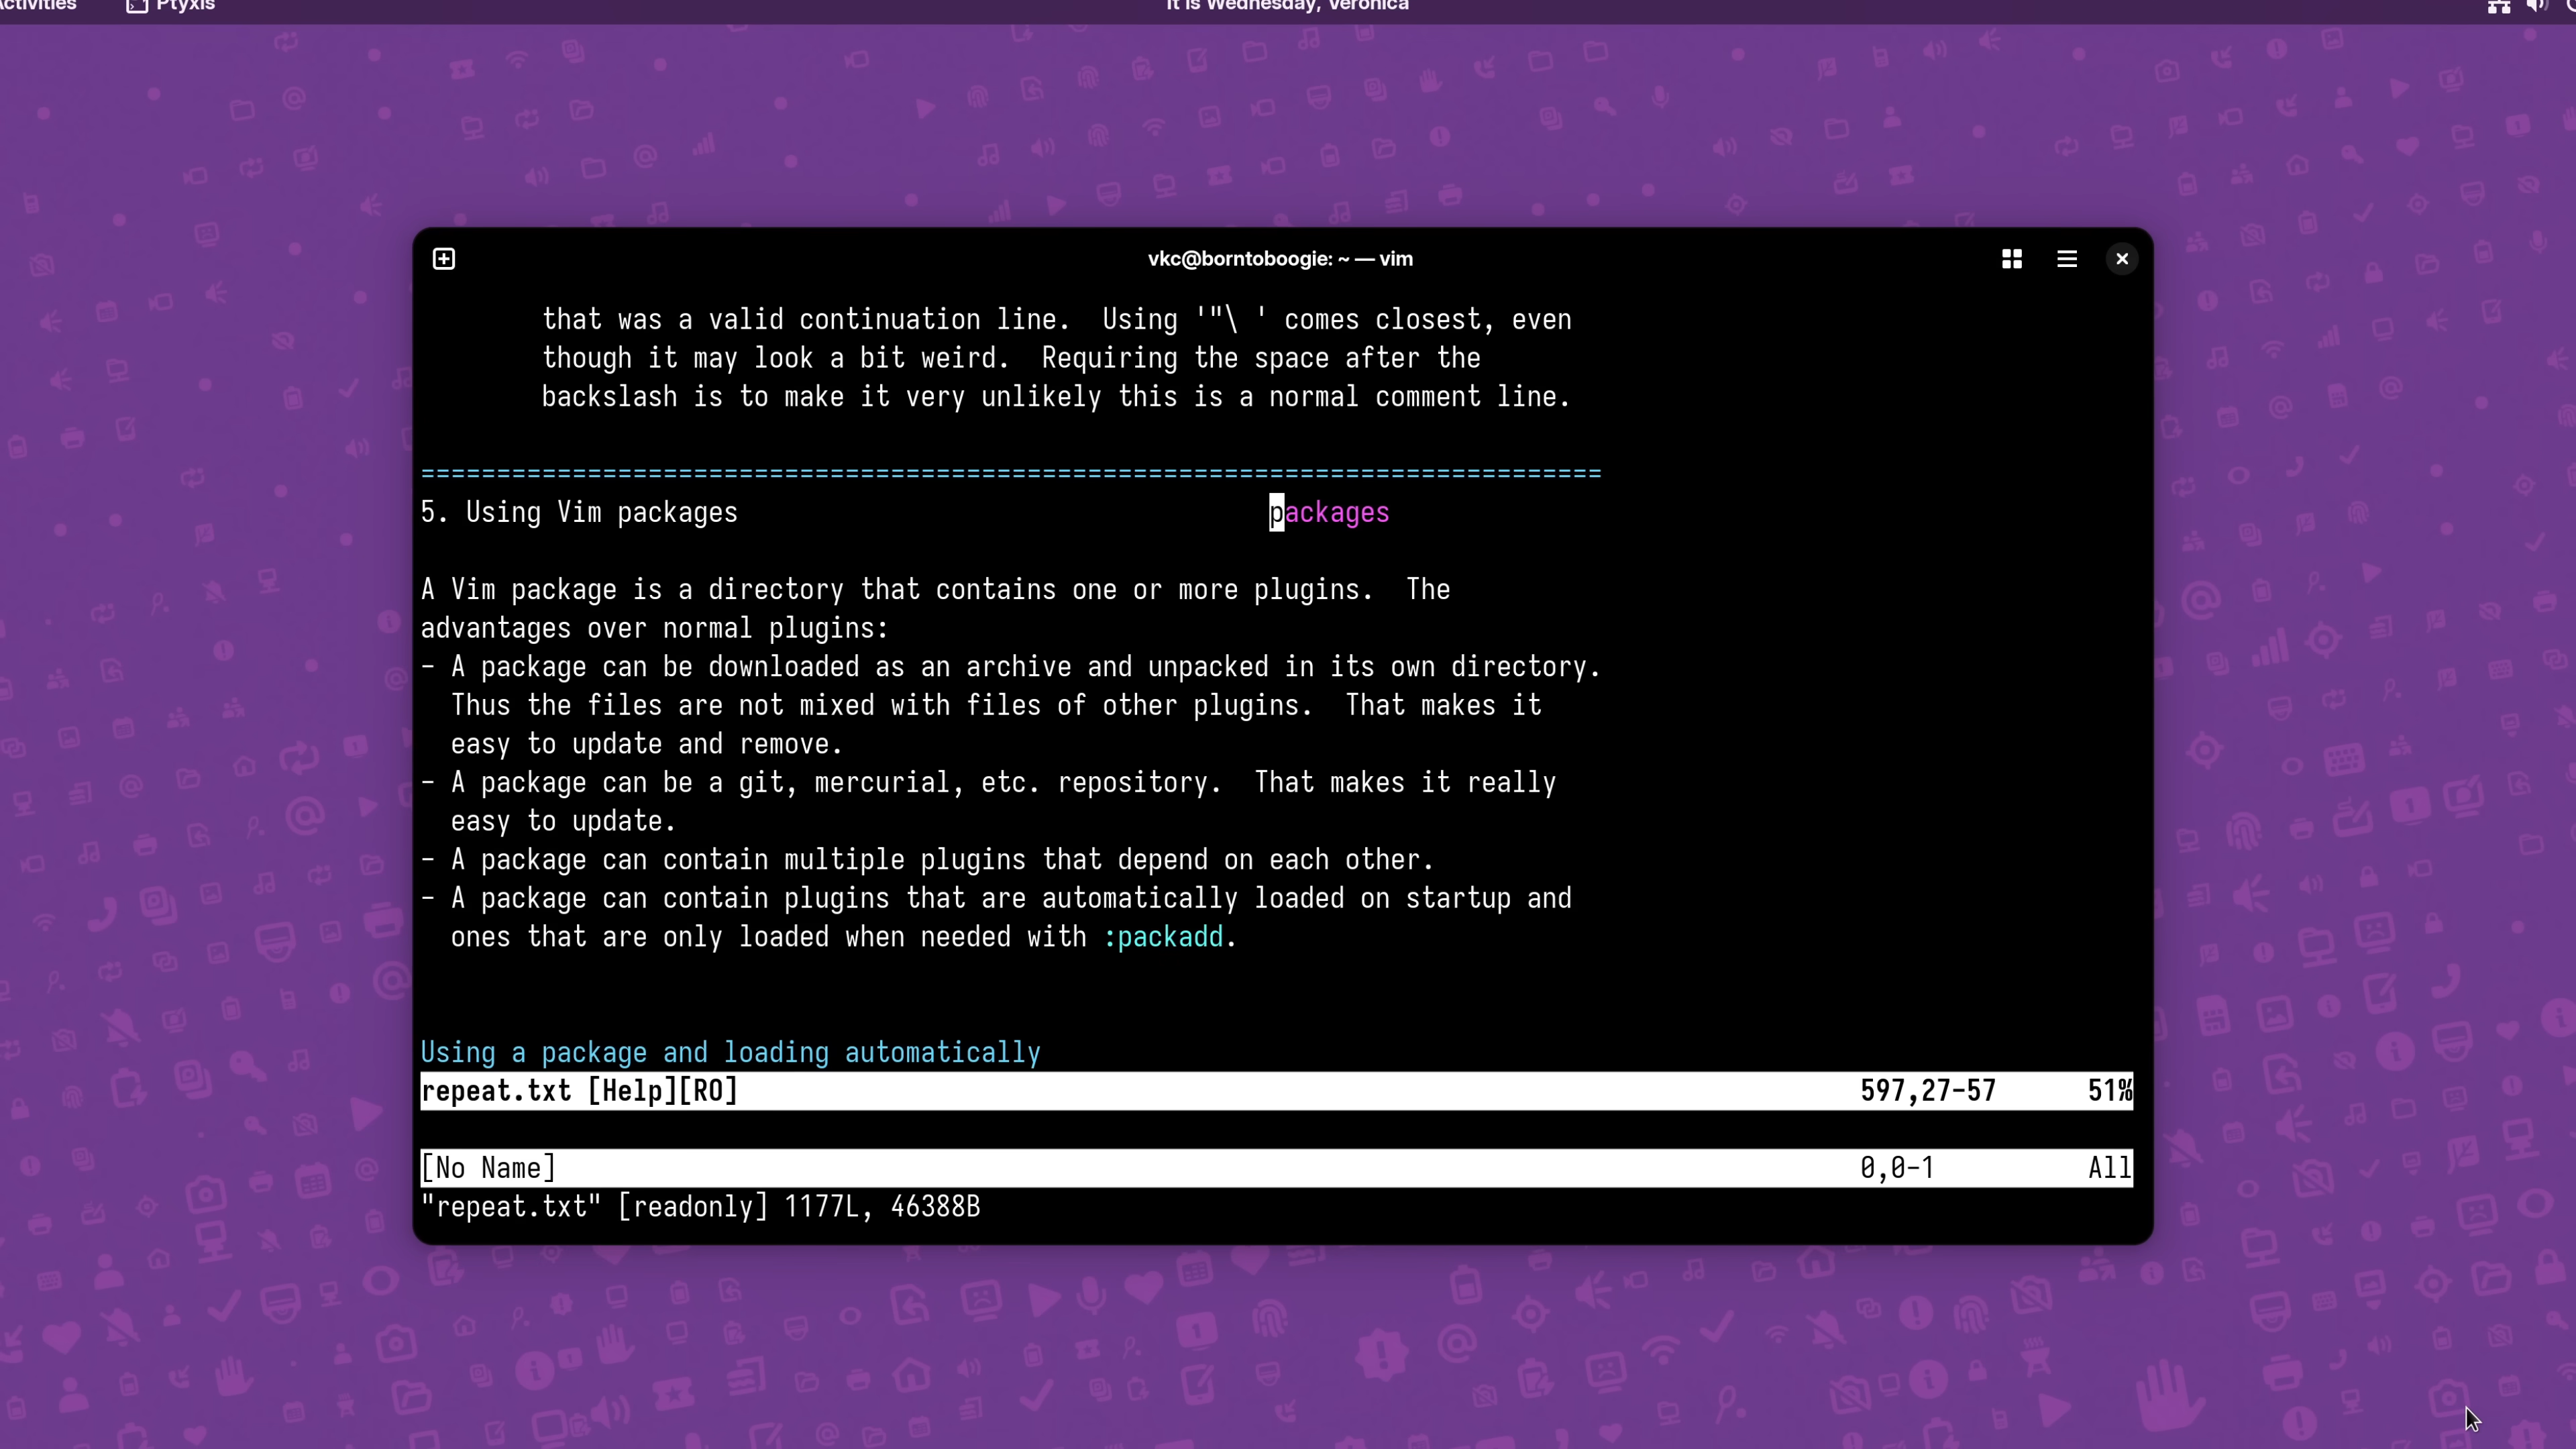 Activities Ptyxis It is Wednesday, Veronica
vkc@borntoboogie: ~ — vim
that was a valid continuation line.  Using '"\ ' comes closest, even
though it may look a bit weird.  Requiring the space after the
backslash is to make it very unlikely this is a normal comment line.
==============================================================================
5. Using Vim packages packages
A Vim package is a directory that contains one or more plugins.  The
advantages over normal plugins:
- A package can be downloaded as an archive and unpacked in its own directory.
Thus the files are not mixed with files of other plugins.  That makes it
easy to update and remove.
- A package can be a git, mercurial, etc. repository.  That makes it really
easy to update.
- A package can contain multiple plugins that depend on each other.
- A package can contain plugins that are automatically loaded on startup and
ones that are only loaded when needed with :packadd.
Using a package and loading automatically
repeat.txt [Help][RO] 597,27-57 51%
[No Name] 0,0-1 All
"repeat.txt" [readonly] 1177L, 46388B